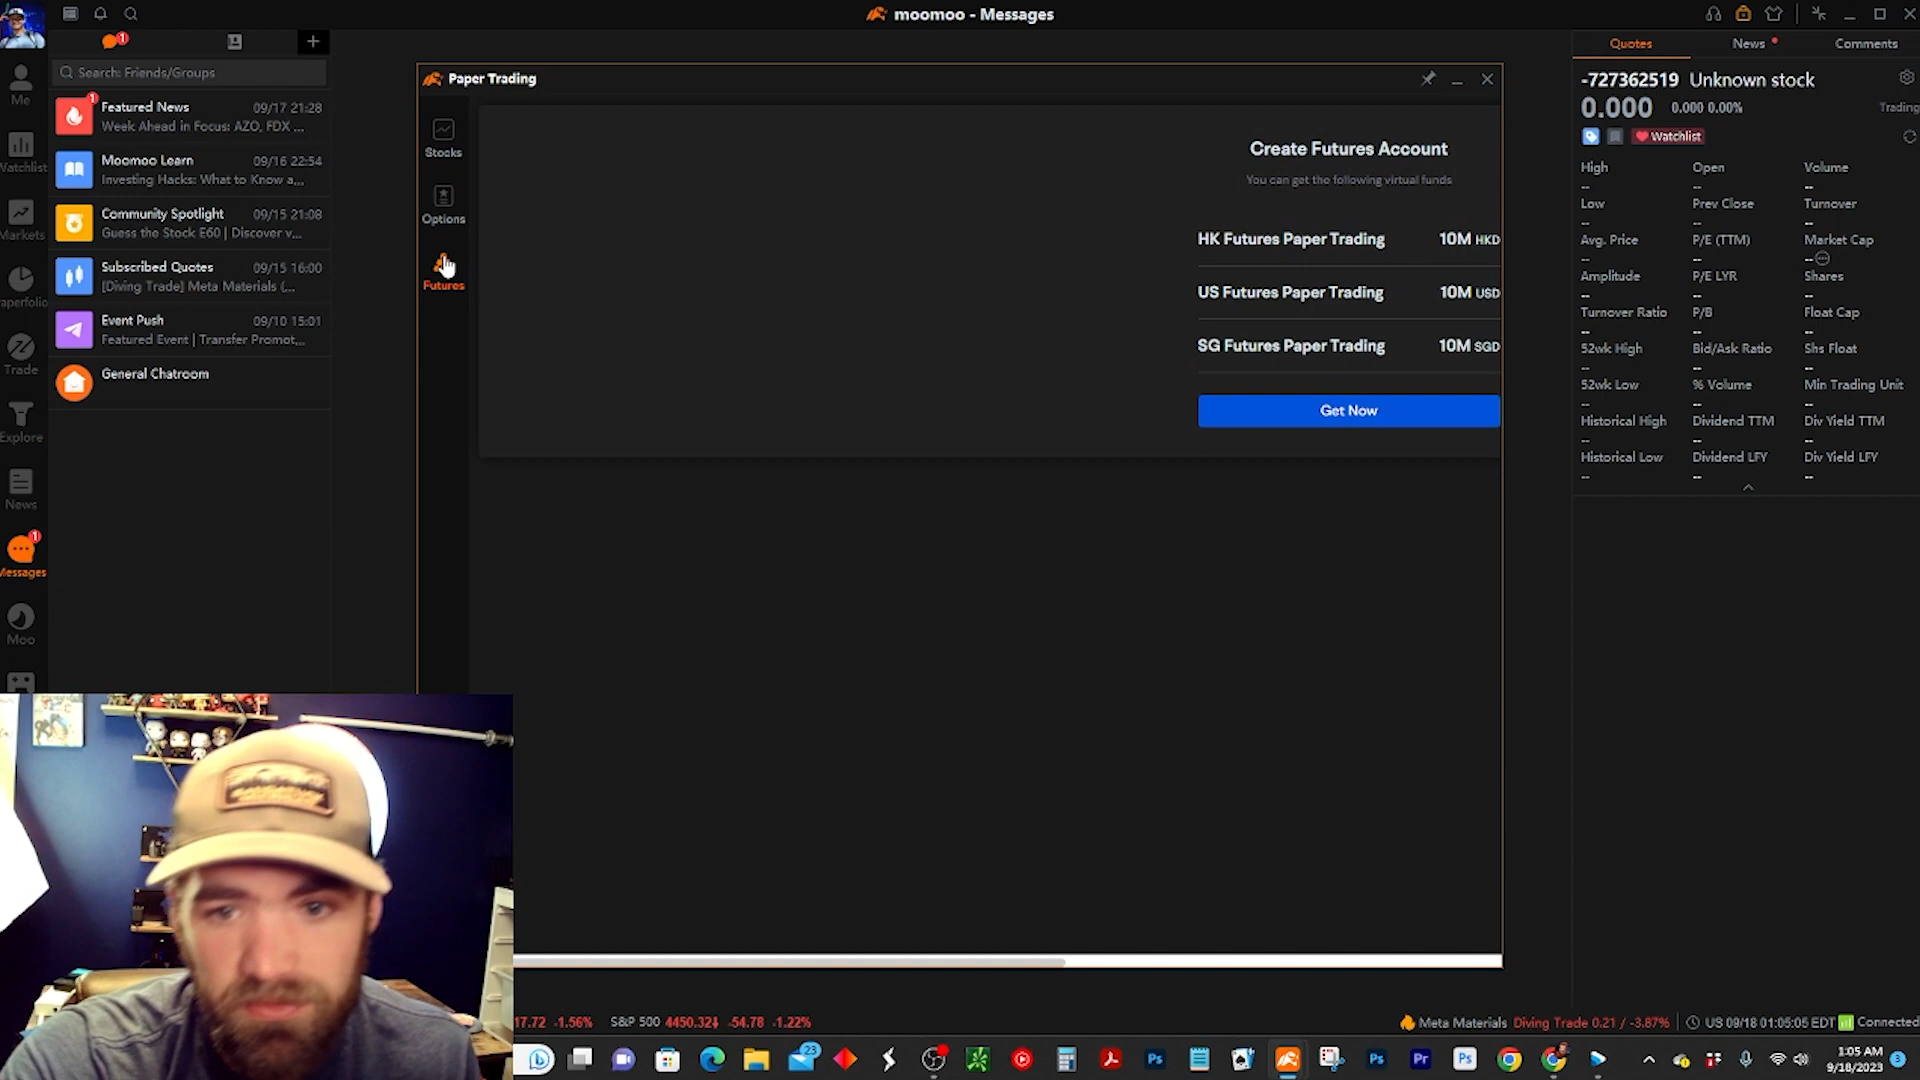 moomoo - Messages
1
Search: Friends/Groups
Me
Watchlist
Markets
aperfolio
Trade
Explore
News
1
Messages
Moo
1
Featured News 09/17 21:28
Week Ahead in Focus: AZO, FDX ...
Moomoo Learn 09/16 22:54
Investing Hacks: What to Know a...
Community Spotlight 09/15 21:08
Guess the Stock E60 | Discover v...
Subscribed Quotes 09/15 16:00
[Diving Trade] Meta Materials (...
Event Push 09/10 15:01
Featured Event | Transfer Promot...
General Chatroom
Paper Trading
Stocks
Options
Futures
Create Futures Account
You can get the following virtual funds
HK Futures Paper Trading 10M HKD
US Futures Paper Trading 10M USD
SG Futures Paper Trading 10M SGD
Get Now
Quotes News Comments
-727362519 Unknown stock
0.000 0.000 0.00% Trading
Watchlist
High Open Volume
-- -- --
Low Prev Close Turnover
-- -- --
Avg. Price P/E (TTM) Market Cap
-- -- --
Amplitude P/E LYR Shares
-- -- --
Turnover Ratio P/B Float Cap
-- -- --
52wk High Bid/Ask Ratio Shs Float
-- -- --
52wk Low % Volume Min Trading Unit
-- -- --
Historical High Dividend TTM Div Yield TTM
-- -- --
Historical Low Dividend LFY Div Yield LFY
-- -- --
17.72 -1.56% S&P 500 4450.32↓ -54.78 -1.22%
Meta Materials Diving Trade 0.21 / -3.87% US 09/18 01:05:05 EDT Connected
23
Ps
Ps
Pr
Ps
1:05 AM
9/18/2023
3